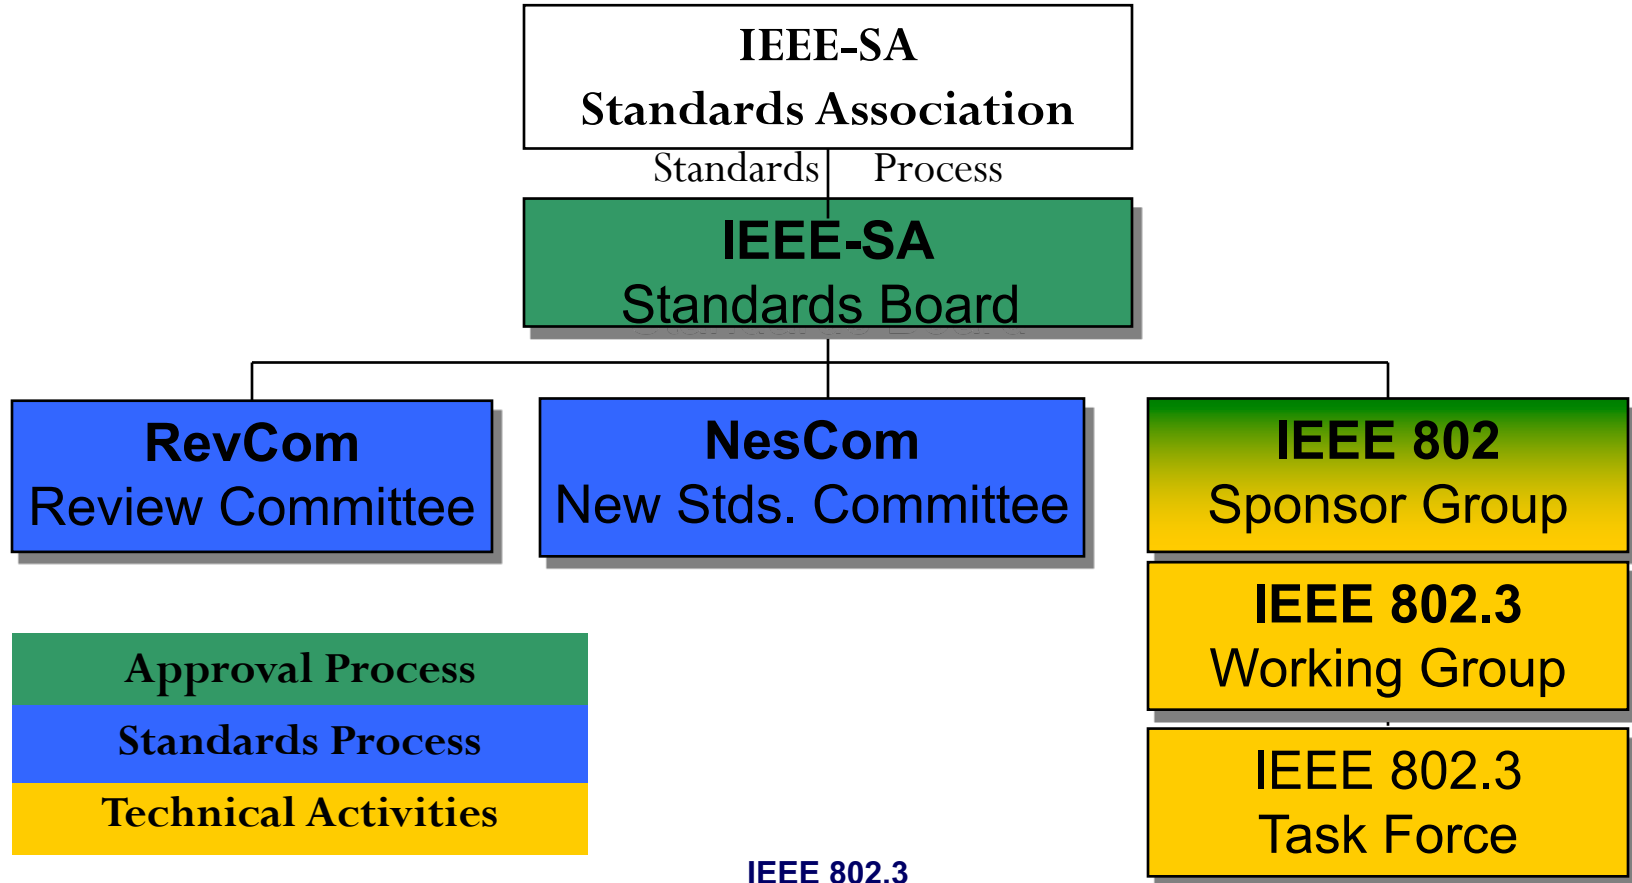 IEEE-SA
Standards Association
Standards Process
IEEE-SA
Standards Board
RevCom
Review Committee
NesCom
New Stds. Committee
IEEE 802
Sponsor Group
IEEE 802.3
Working Group
IEEE 802.3
Task Force
Approval Process
Standards Process
Technical Activities
IEEE 802.3